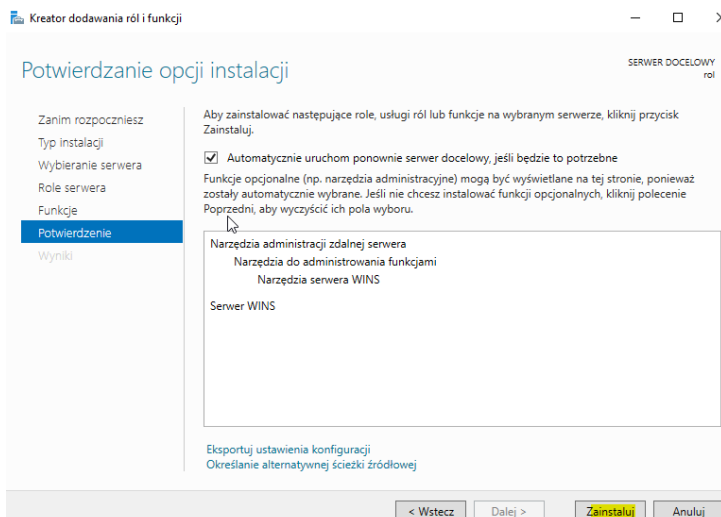 Kreator dodawania ról i funkcji
Potwierdzanie opcji instalacji
SERWER DOCELOWY
rol
Zanim rozpoczniesz
Typ instalacji
Wybieranie serwera
Role serwera
Funkcje
Potwierdzenie
Wyniki
Aby zainstalować następujące role, usługi ról lub funkcje na wybranym serwerze, kliknij przycisk
Zainstaluj.
Automatycznie uruchom ponownie serwer docelowy, jeśli będzie to potrzebne
Funkcje opcjonalne (np. narzędzia administracyjne) mogą być wyświetlane na tej stronie, ponieważ
zostały automatycznie wybrane. Jeśli nie chcesz instalować funkcji opcjonalnych, kliknij polecenie
Poprzedni, aby wyczyścić ich pola wyboru.
Narzędzia administracji zdalnej serwera
Narzędzia do administrowania funkcjami
Narzędzia serwera WINS
Serwer WINS
Eksportuj ustawienia konfiguracji
Określanie alternatywnej ścieżki źródłowej
< Wstecz
Dalej >
Zainstaluj
Anuluj